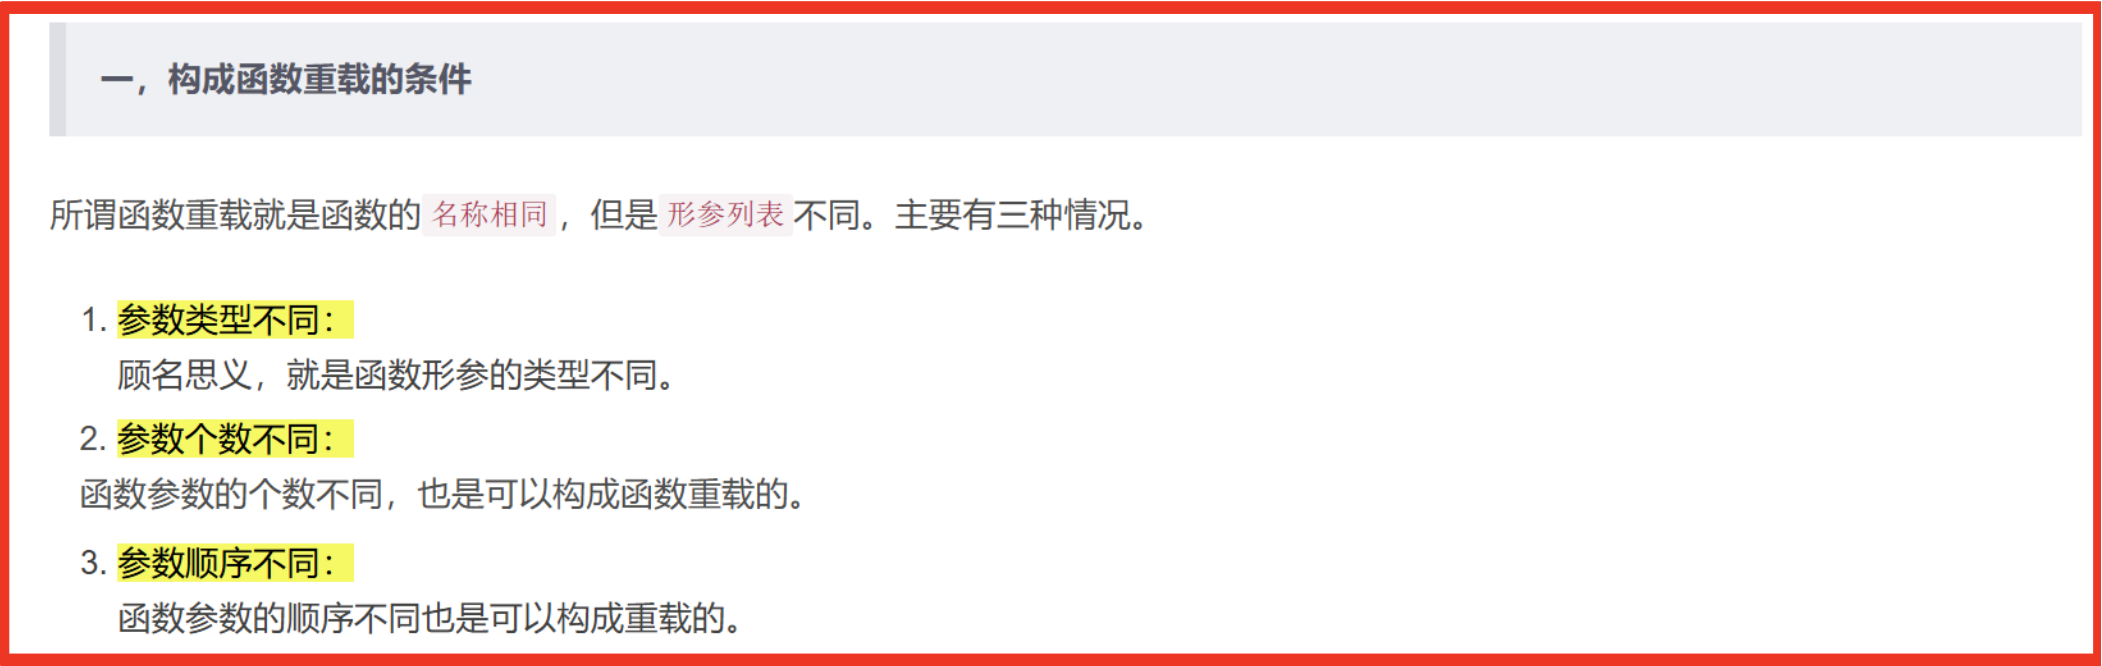 一，构成函数重载的条件
所谓函数重载就是函数的名称相同，但是形参列表不同。主要有三种情况。
1. 参数类型不同：
顾名思义，就是函数形参的类型不同。
2. 参数个数不同：
函数参数的个数不同，也是可以构成函数重载的。
3. 参数顺序不同：
函数参数的顺序不同也是可以构成重载的。